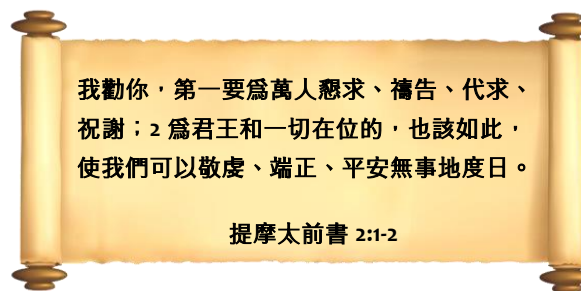 我勸你，第一要爲萬人懇求、禱告、代求、
祝謝；2 爲君王和一切在位的，也該如此，
使我們可以敬虔、端正、平安無事地度日。
提摩太前書 2:1-2